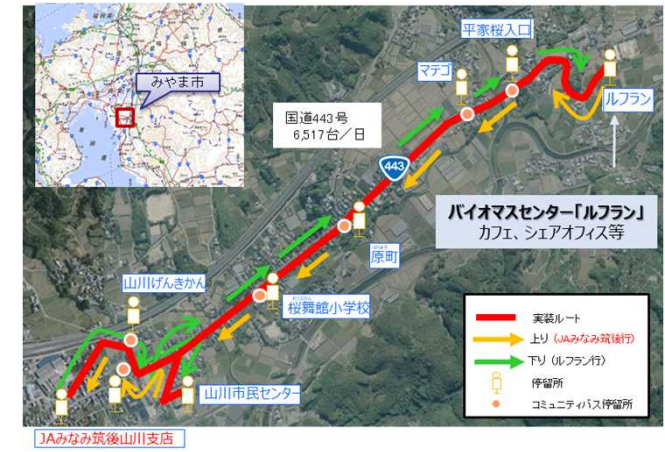 みやま市
国道443号
6,517台/日
443
平家桜入口
マテゴ
ルフラン
バイオマスセンター「ルフラン」
カフェ、シェアオフィス等
原町
桜舞館小学校
山川げんきかん
山川市民センター
JAみなみ筑後山川支店
実装ルート
上り（JAみなみ筑後行）
下り（ルフラン行）
停留所
コミュニティバス停留所